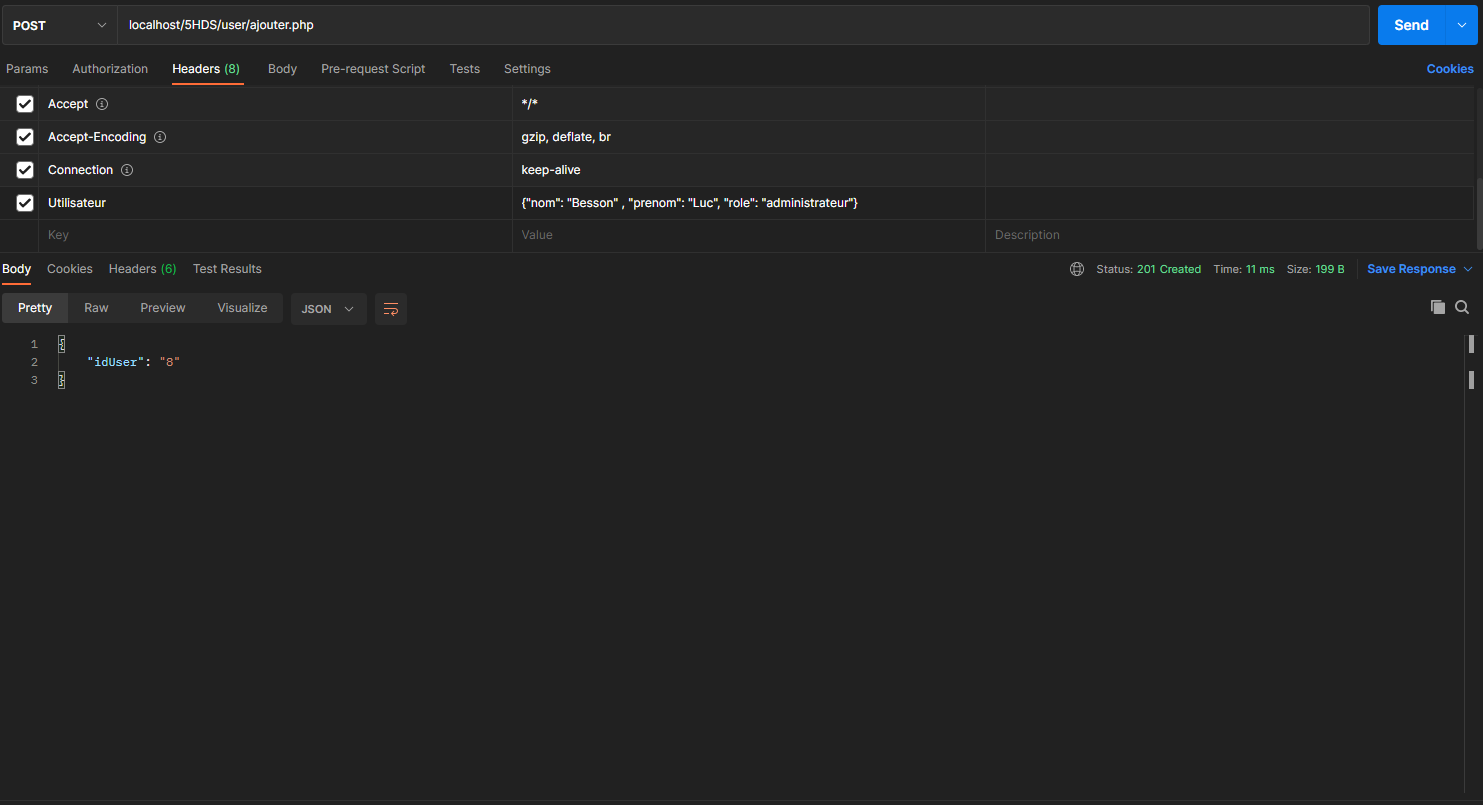 POST localhost/5HDS/user/ajouter.php Send
Params Authorization Headers (8) Body Pre-request Script Tests Settings Cookies
Accept */*
Accept-Encoding gzip, deflate, br
Connection keep-alive
Utilisateur {"nom": "Besson" , "prenom": "Luc", "role": "administrateur"}
Key Value Description
Body Cookies Headers (6) Test Results Status: 201 Created Time: 11 ms Size: 199 B Save Response
Pretty Raw Preview Visualize JSON
1 {
2 "idUser": "8"
3 }